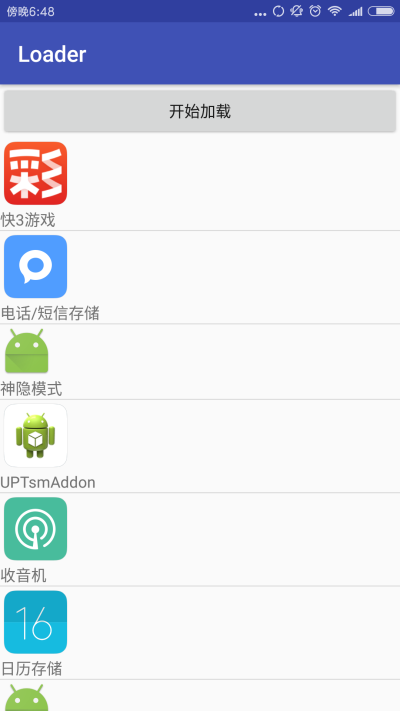 傍晚6:48
Loader
开始加载
彩
快3游戏
电话/短信存储
神隐模式
UPTsmAddon
收音机
16
日历存储